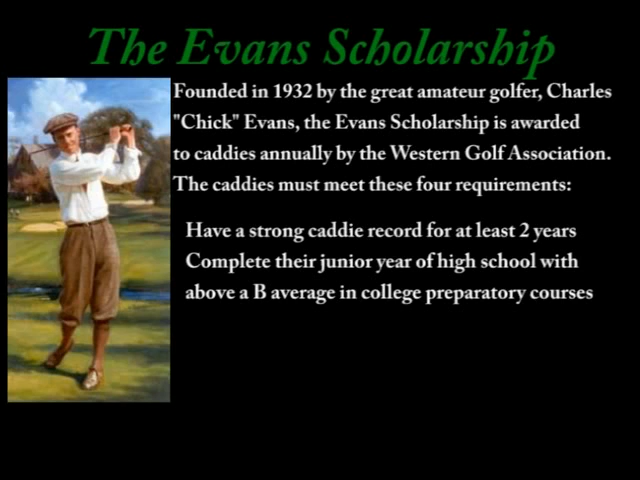 The Evans Scholarship
Founded in 1932 by the great amateur golfer, Charles
"Chick" Evans, the Evans Scholarship is awarded
to caddies annually by the Western Golf Association.
The caddies must meet these four requirements:
Have a strong caddie record for at least 2 years
Complete their junior year of high school with
above a B average in college preparatory courses